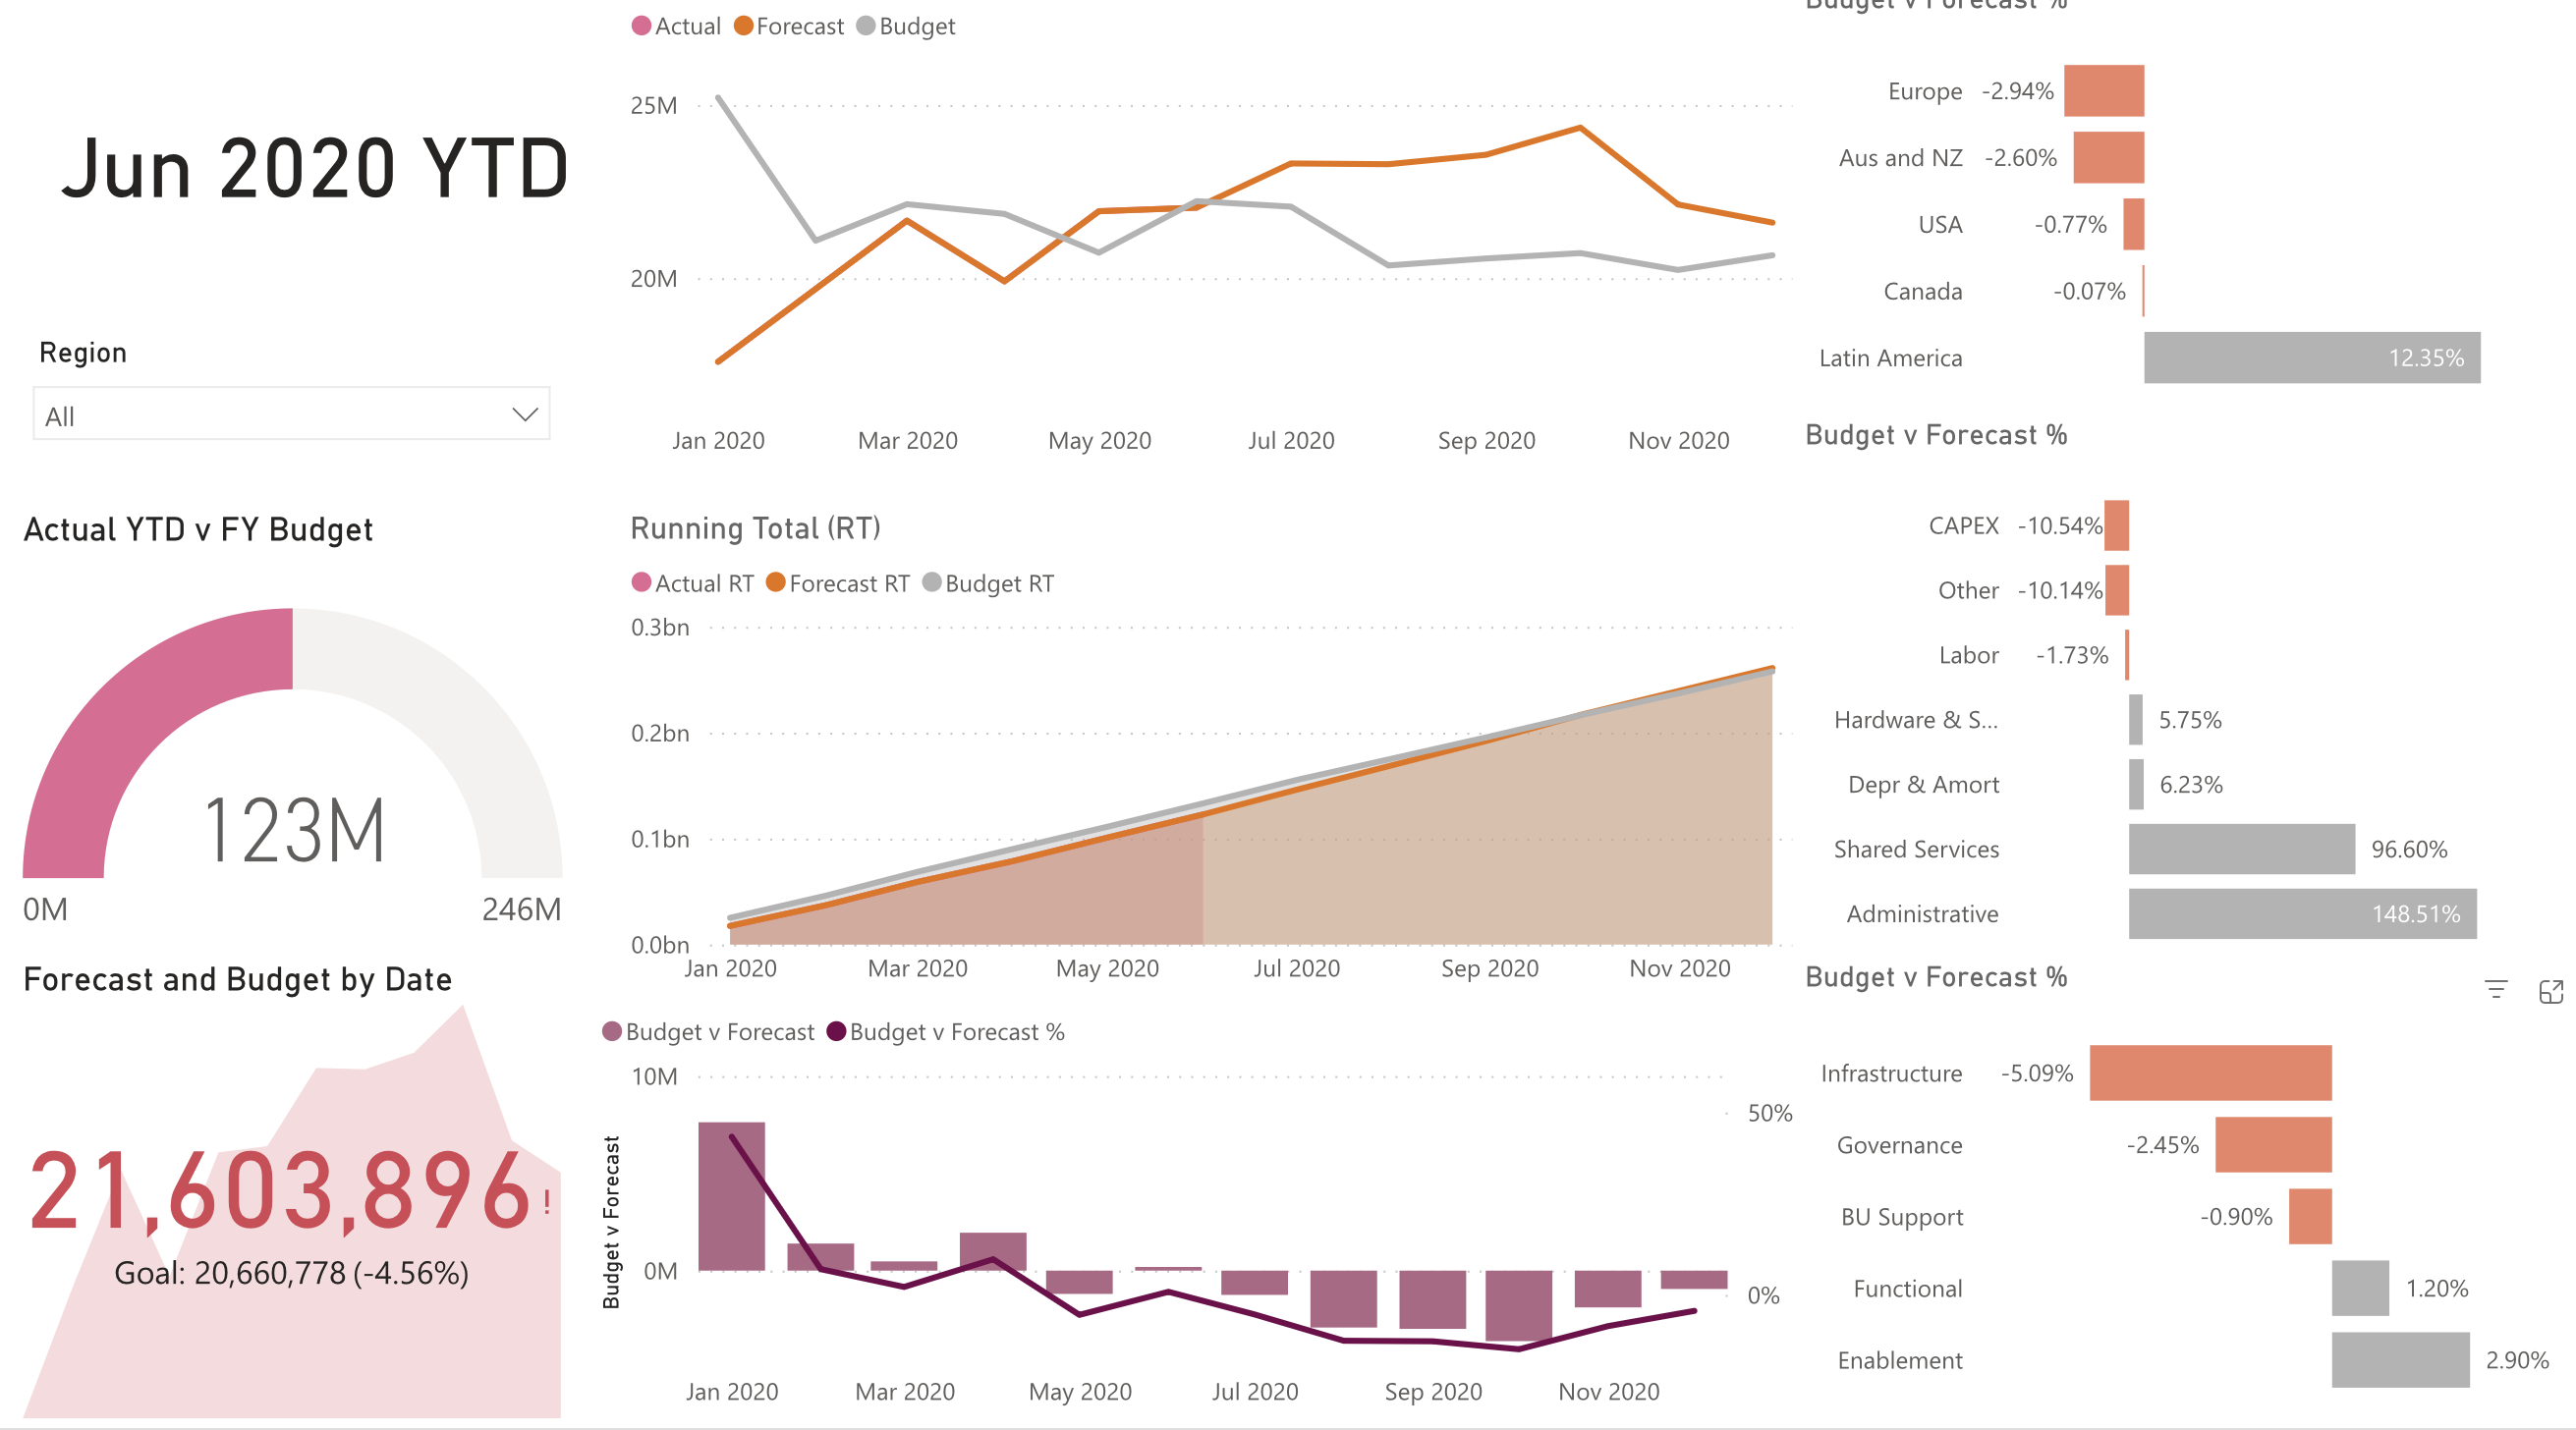 Jun 2020 YTD
Region
All
Actual YTD v FY Budget
123M
0M
246M
Forecast and Budget by Date
21,603,896!
Goal: 20,660,778 (-4.56%)
Actual Forecast Budget
25M
20M
Jan 2020 Mar 2020 May 2020 Jul 2020 Sep 2020 Nov 2020
Running Total (RT)
Actual RT Forecast RT Budget RT
0.3bn
0.2bn
0.1bn
0.0bn
Jan 2020 Mar 2020 May 2020 Jul 2020 Sep 2020 Nov 2020
Budget v Forecast Budget v Forecast %
Budget v Forecast
10M
0M
50%
0%
Jan 2020 Mar 2020 May 2020 Jul 2020 Sep 2020 Nov 2020
Budget v Forecast %
Europe -2.94%
Aus and NZ -2.60%
USA -0.77%
Canada -0.07%
Latin America 12.35%
Budget v Forecast %
CAPEX -10.54%
Other -10.14%
Labor -1.73%
Hardware & S... 5.75%
Depr & Amort 6.23%
Shared Services 96.60%
Administrative 148.51%
Budget v Forecast %
Infrastructure -5.09%
Governance -2.45%
BU Support -0.90%
Functional 1.20%
Enablement 2.90%